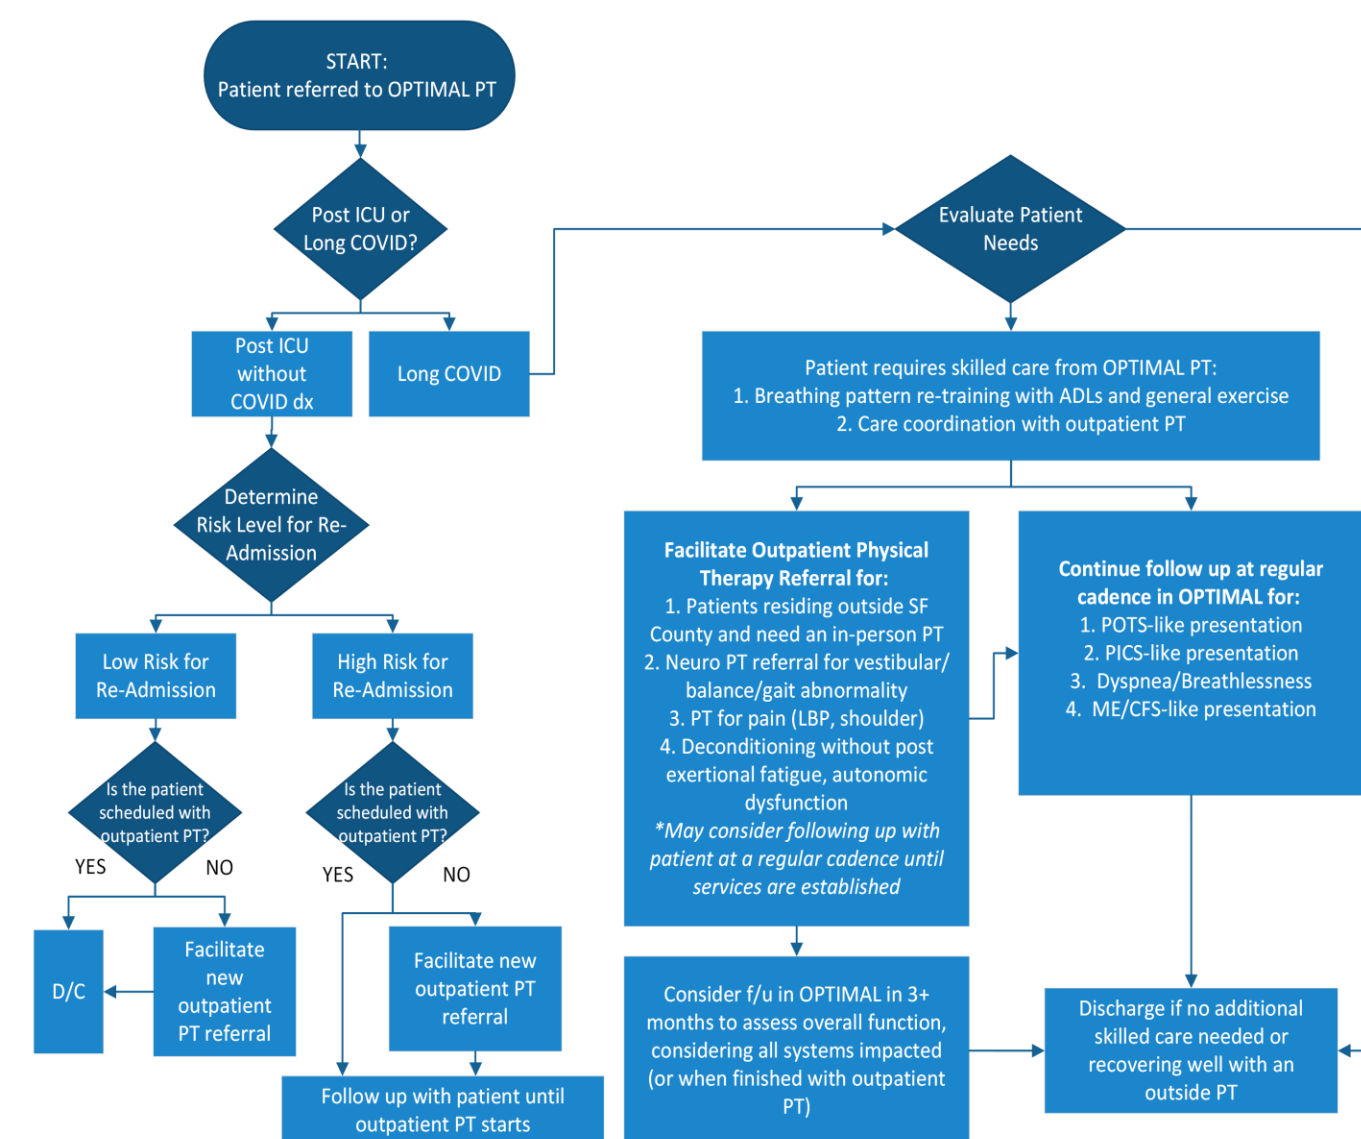 START:
Patient referred to OPTIMAL PT
Post ICU or
Long COVID?
Post ICU
without
COVID dx
Long COVID
Determine
Risk Level for Re-
Admission
Low Risk for
Re-Admission
High Risk for
Re-Admission
Is the patient
scheduled with
outpatient PT?
YES
NO
Is the patient
scheduled with
outpatient PT?
YES
NO
D/C
Facilitate
new
outpatient
PT referral
Facilitate new
outpatient PT
referral
Follow up with patient until
outpatient PT starts
Evaluate Patient
Needs
Patient requires skilled care from OPTIMAL PT:
1. Breathing pattern re-training with ADLs and general exercise
2. Care coordination with outpatient PT
Facilitate Outpatient Physical
Therapy Referral for:
1. Patients residing outside SF
County and need an in-person PT
2. Neuro PT referral for vestibular/
balance/gait abnormality
3. PT for pain (LBP, shoulder)
4. Deconditioning without post
exertional fatigue, autonomic
dysfunction
*May consider following up with
patient at a regular cadence until
services are established
Continue follow up at regular
cadence in OPTIMAL for:
1. POTS-like presentation
2. PICS-like presentation
3. Dyspnea/Breathlessness
4. ME/CFS-like presentation
Consider f/u in OPTIMAL in 3+
months to assess overall function,
considering all systems impacted
(or when finished with outpatient
PT)
Discharge if no additional
skilled care needed or
recovering well with an
outside PT